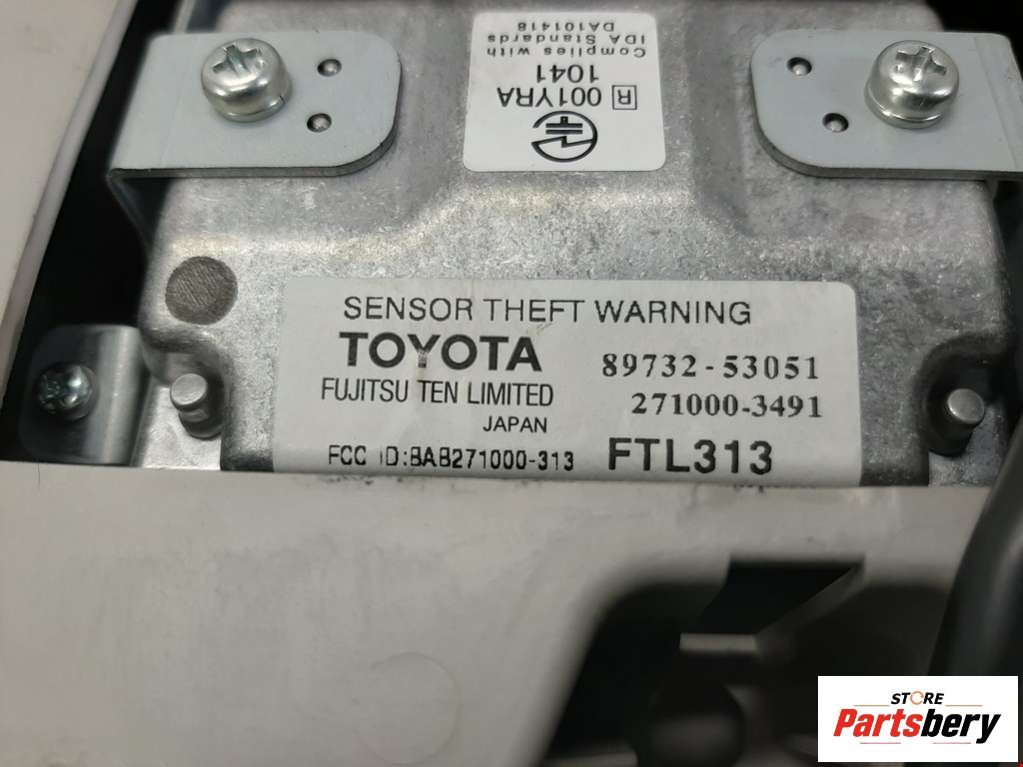 Complies with
IDA Standards
DA101418
R 001YRA
1041
SENSOR THEFT WARNING
TOYOTA 89732-53051
FUJITSU TEN LIMITED 271000-3491
JAPAN
FCC ID:BAB271000-313 FTL313
STORE
Partsbery